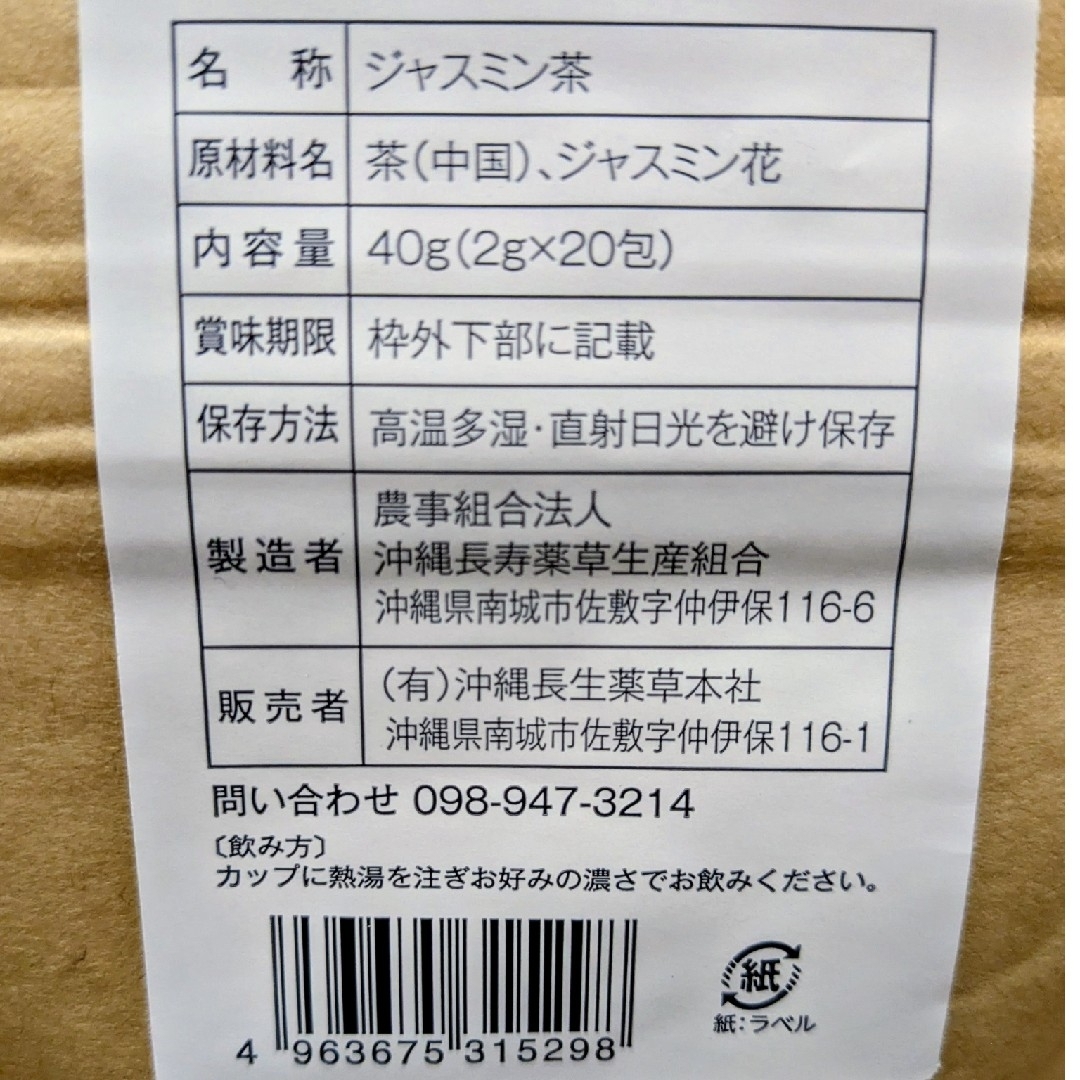 名称 ジャスミン茶
原材料名 茶(中国)、ジャスミン花
内容量 40g(2g×20包)
賞味期限 枠外下部に記載
保存方法 高温多湿・直射日光を避け保存
製造者 農事組合法人
沖縄長寿薬草生産組合
沖縄県南城市佐敷字仲伊保116-6
販売者 (有)沖縄長生薬草本社
沖縄県南城市佐敷字仲伊保116-1
問い合わせ 098-947-3214
〔飲み方〕
カップに熱湯を注ぎお好みの濃さでお飲みください。
4 963675 315298
紙
紙:ラベル